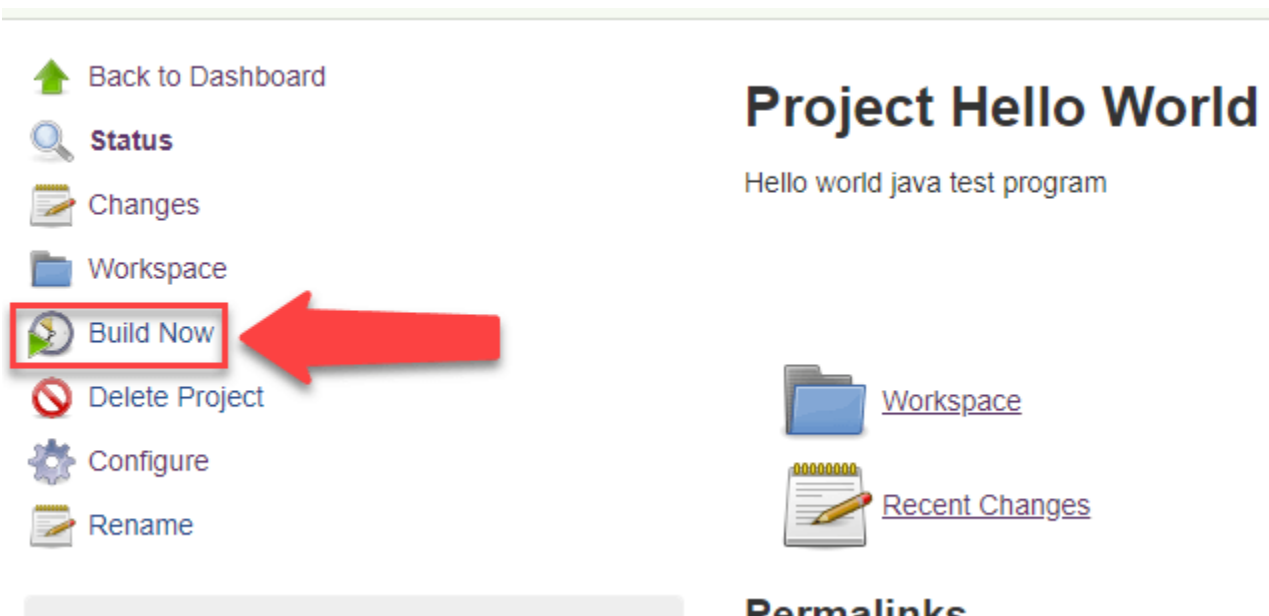 Back to Dashboard
Status
Changes
Workspace
Build Now
Delete Project
Configure
Rename
Project Hello World
Hello world java test program
Workspace
Recent Changes
Permalinks